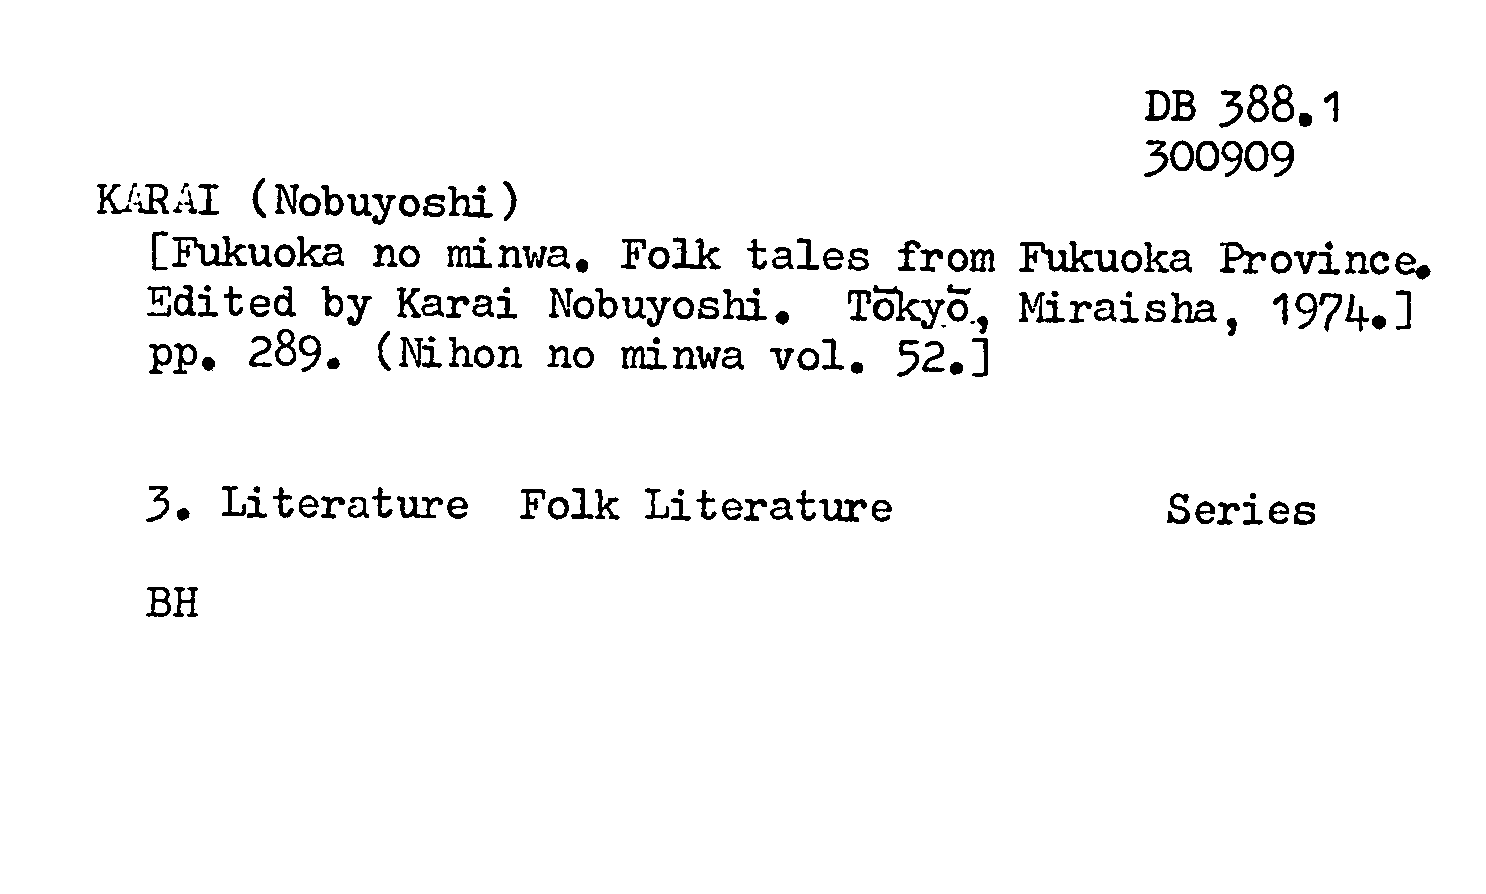 DB 388.1
300909
KARAI (Nobuyoshi)
[Fukuoka no minwa. Folk tales from Fukuoka Province.
Edited by Karai Nobuyoshi. Tōkyō, Miraisha, 1974.]
pp. 289. (Nihon no minwa vol. 52.]
3. Literature Folk Literature Series
BH